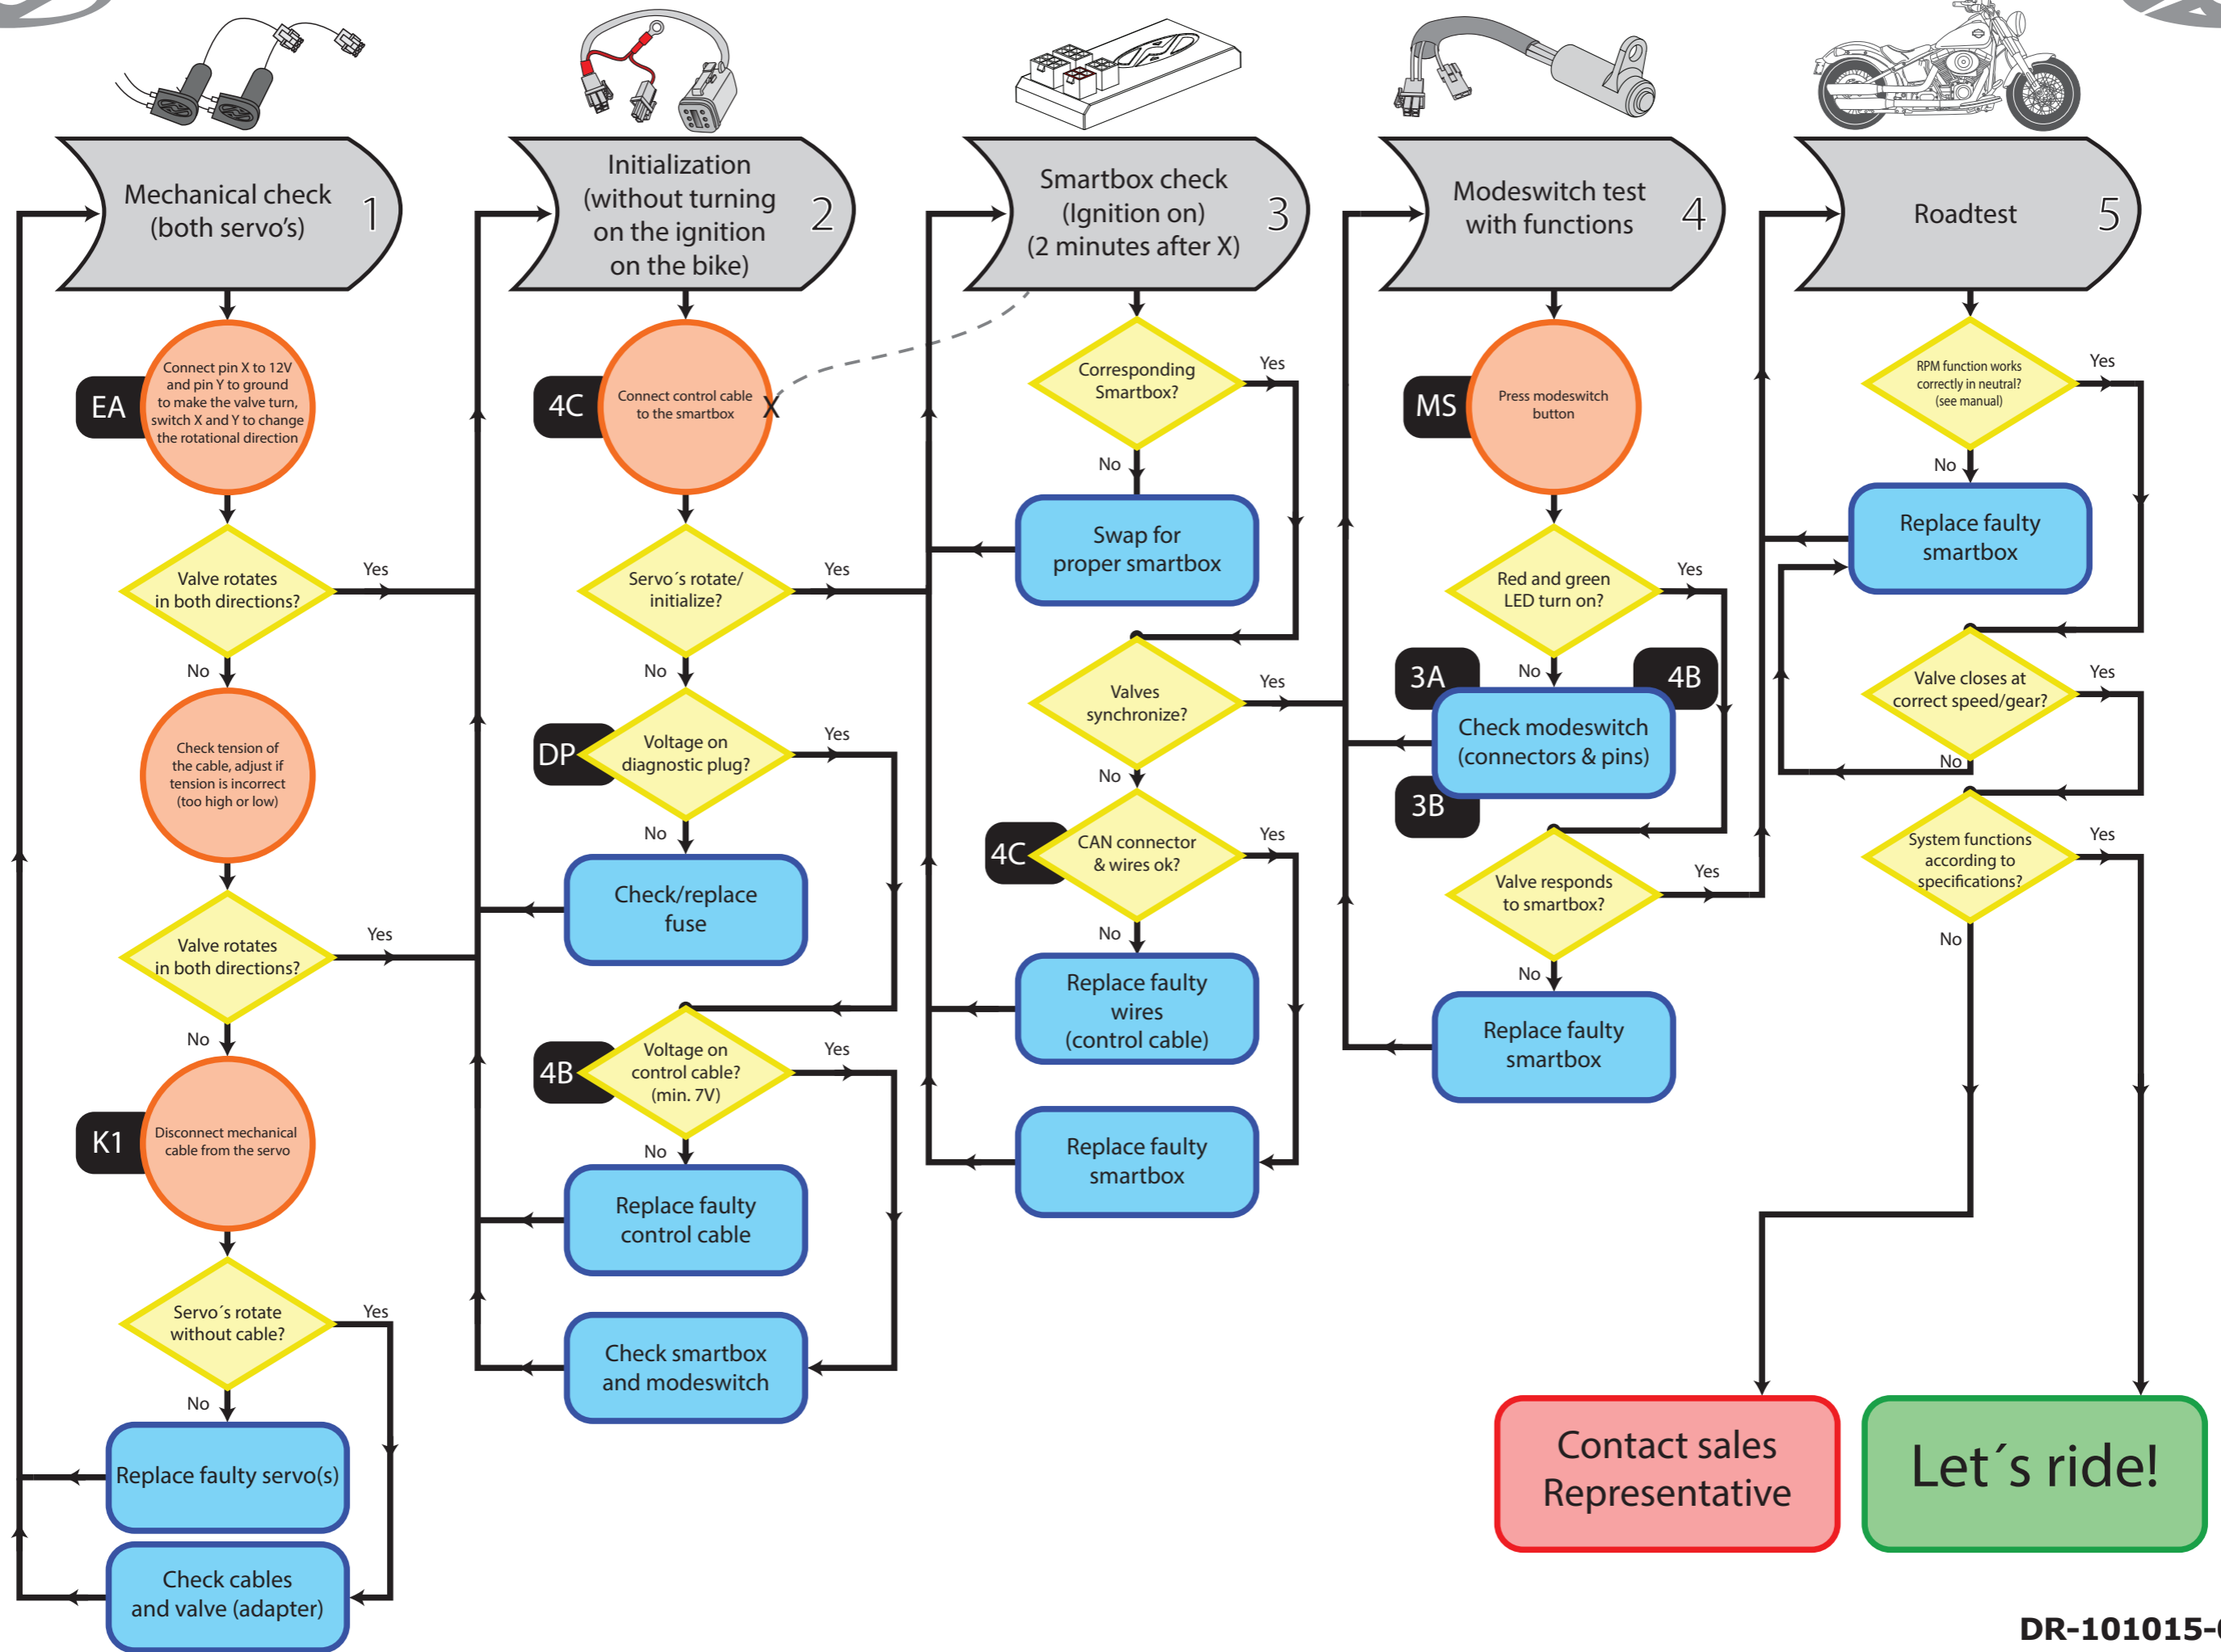 Mechanical check
(both servo's)
1
EA
Connect pin X to 12V
and pin Y to ground
to make the valve turn,
switch X and Y to change
the rotational direction
Valve rotates
in both directions?
Yes
No
Check tension of
the cable, adjust if
tension is incorrect
(too high or low)
Valve rotates
in both directions?
Yes
No
K1
Disconnect mechanical
cable from the servo
Servo´s rotate
without cable?
Yes
No
Replace faulty servo(s)
Check cables
and valve (adapter)
Initialization
(without turning
on the ignition
on the bike)
2
4C
Connect control cable
to the smartbox
X
Servo´s rotate/
initialize?
Yes
No
DP
Voltage on
diagnostic plug?
Yes
No
Check/replace
fuse
4B
Voltage on
control cable?
(min. 7V)
Yes
No
Replace faulty
control cable
Check smartbox
and modeswitch
Smartbox check
(Ignition on)
(2 minutes after X)
3
Corresponding
Smartbox?
Yes
No
Swap for
proper smartbox
Valves
synchronize?
Yes
No
4C
CAN connector
& wires ok?
Yes
No
Replace faulty
wires
(control cable)
Replace faulty
smartbox
Modeswitch test
with functions
4
MS
Press modeswitch
button
Red and green
LED turn on?
Yes
No
3A
4B
Check modeswitch
(connectors & pins)
3B
Valve responds
to smartbox?
Yes
No
Replace faulty
smartbox
Roadtest
5
RPM function works
correctly in neutral?
(see manual)
Yes
No
Replace faulty
smartbox
Valve closes at
correct speed/gear?
Yes
No
System functions
according to
specifications?
Yes
No
Contact sales
Representative
Let´s ride!